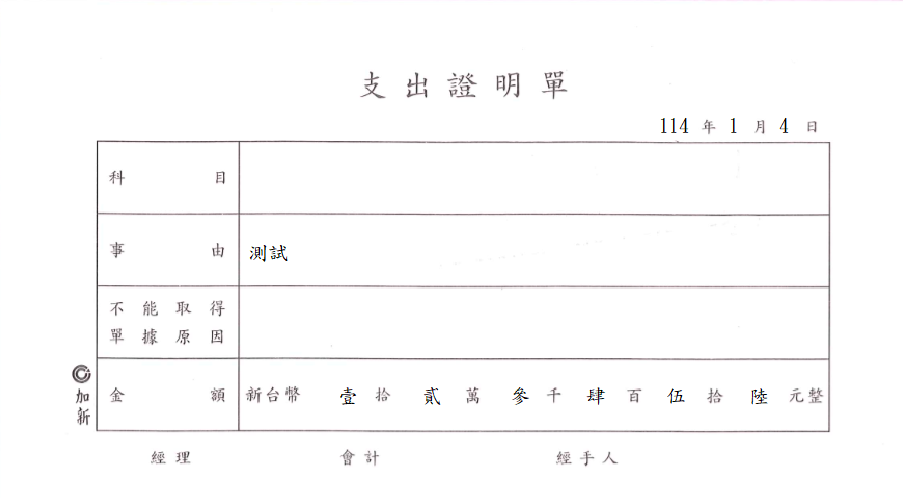 支出證明單
114 年 1 月 4 日
科目
事由 測試
不能取得
單據原因
金額 新台幣 壹 拾 貳 萬 參 千 肆 百 伍 拾 陸 元整
加新
經理 會計 經手人